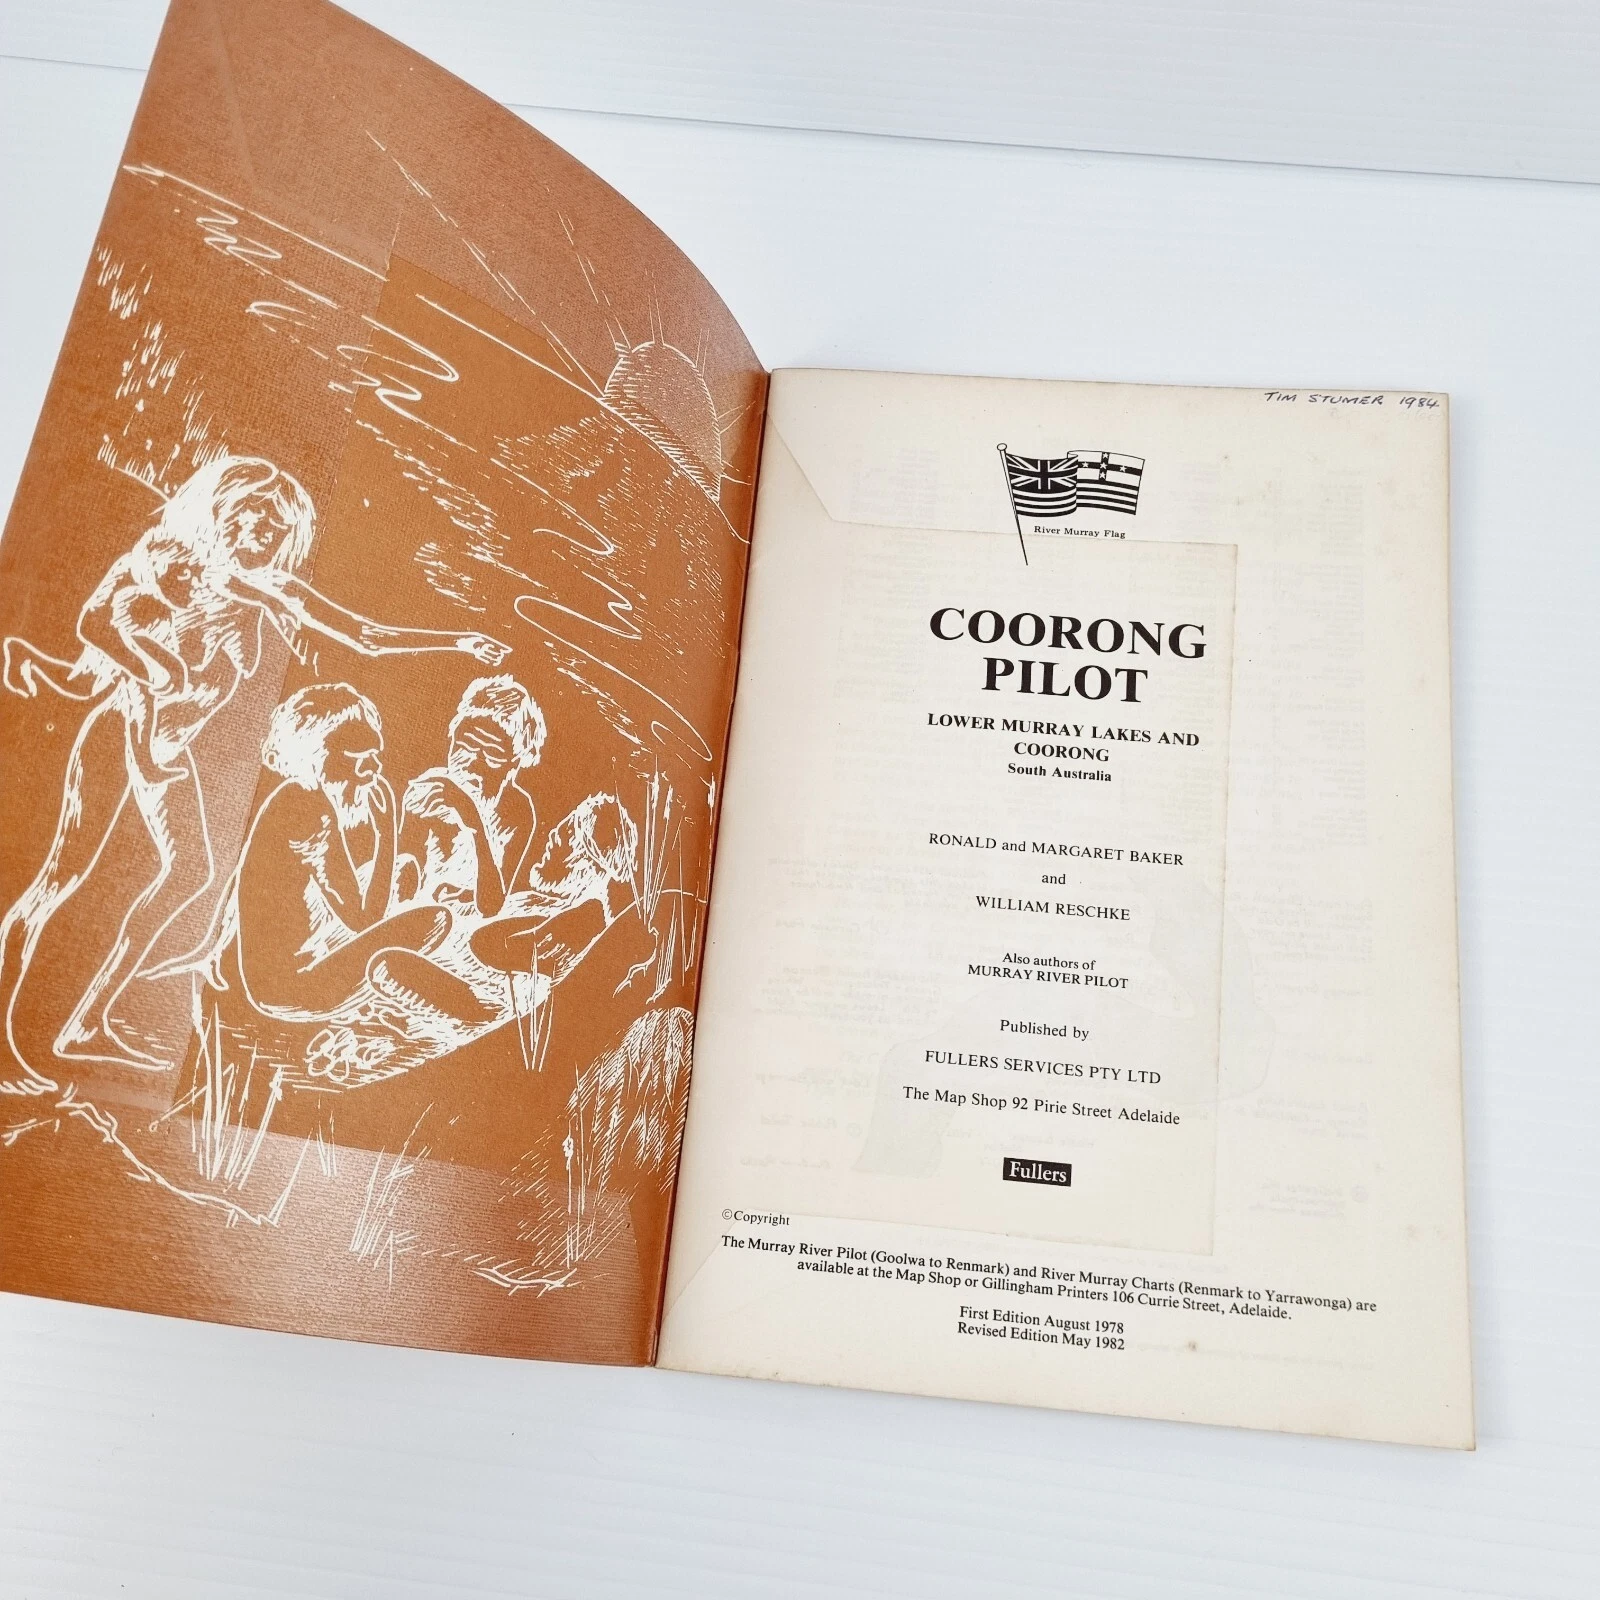 TIM STUMER 1984
River Murray Flag
COORONG
PILOT
LOWER MURRAY LAKES AND
COORONG
South Australia
RONALD and MARGARET BAKER
and
WILLIAM RESCHKE
Also authors of
MURRAY RIVER PILOT
Published by
FULLERS SERVICES PTY LTD
The Map Shop 92 Pirie Street Adelaide
Fullers
©Copyright
The Murray River Pilot (Goolwa to Renmark) and River Murray Charts (Renmark to Yarrawonga) are
available at the Map Shop or Gillingham Printers 106 Currie Street, Adelaide.
First Edition August 1978
Revised Edition May 1982